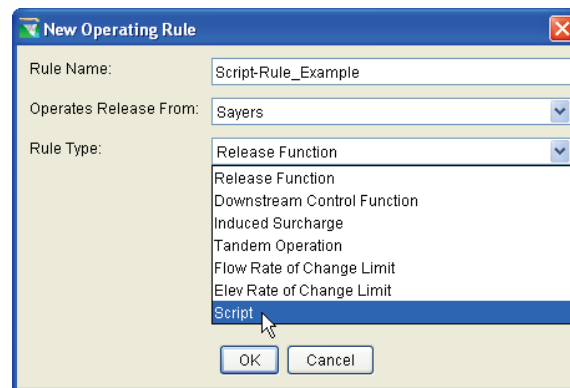 New Operating Rule
Rule Name: Script-Rule_Example
Operates Release From: Sayers
Rule Type: Release Function
Release Function
Downstream Control Function
Induced Surcharge
Tandem Operation
Flow Rate of Change Limit
Elev Rate of Change Limit
Script
OK Cancel